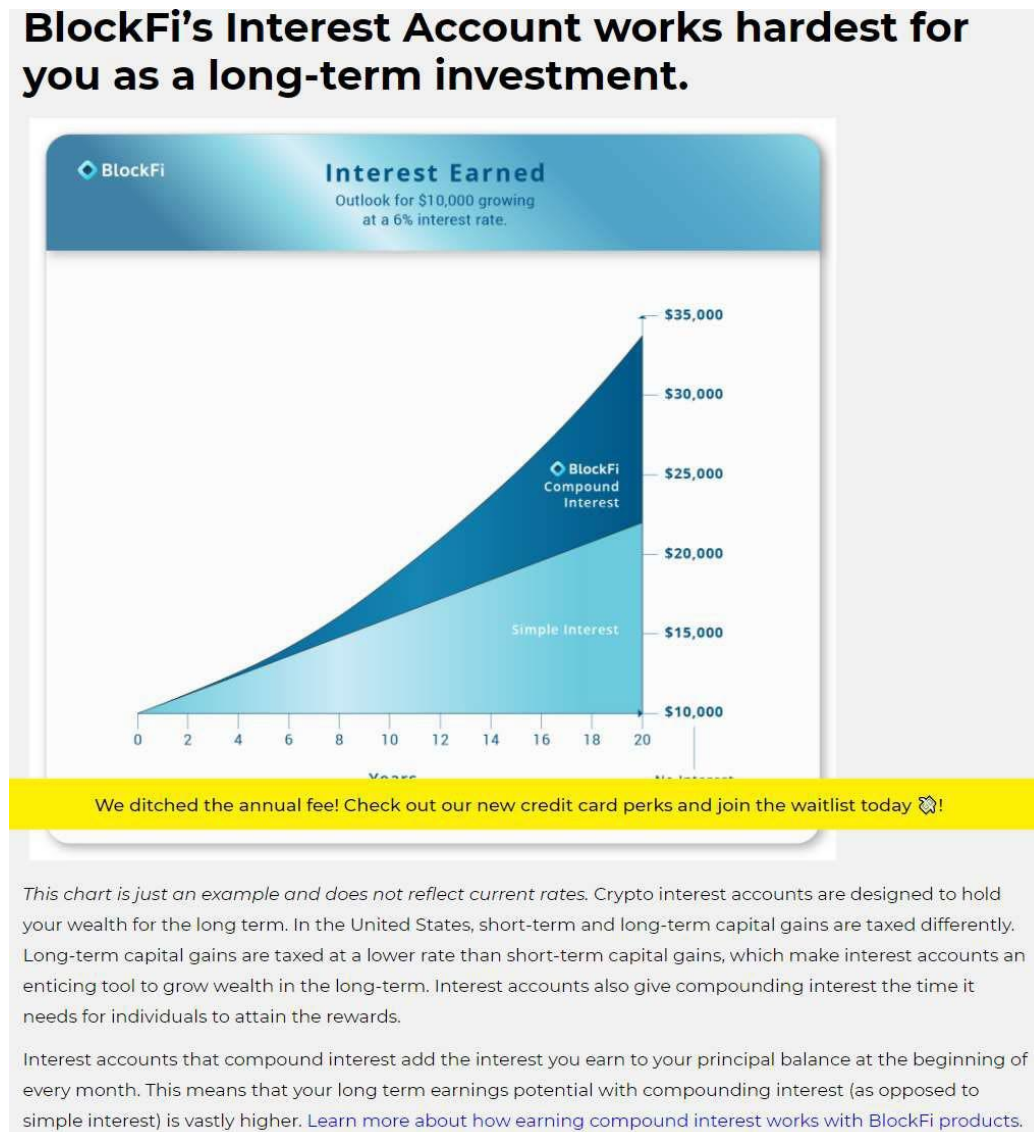 BlockFi’s Interest Account works hardest for
you as a long-term investment.
BlockFi
Interest Earned
Outlook for $10,000 growing
at a 6% interest rate.
$35,000
$30,000
BlockFi
Compound
Interest
$25,000
$20,000
Simple Interest
$15,000
$10,000
0 2 4 6 8 10 12 14 16 18 20
Years
No Interest
We ditched the annual fee! Check out our new credit card perks and join the waitlist today !
This chart is just an example and does not reflect current rates. Crypto interest accounts are designed to hold
your wealth for the long term. In the United States, short-term and long-term capital gains are taxed differently.
Long-term capital gains are taxed at a lower rate than short-term capital gains, which make interest accounts an
enticing tool to grow wealth in the long-term. Interest accounts also give compounding interest the time it
needs for individuals to attain the rewards.
Interest accounts that compound interest add the interest you earn to your principal balance at the beginning of
every month. This means that your long term earnings potential with compounding interest (as opposed to
simple interest) is vastly higher. Learn more about how earning compound interest works with BlockFi products.